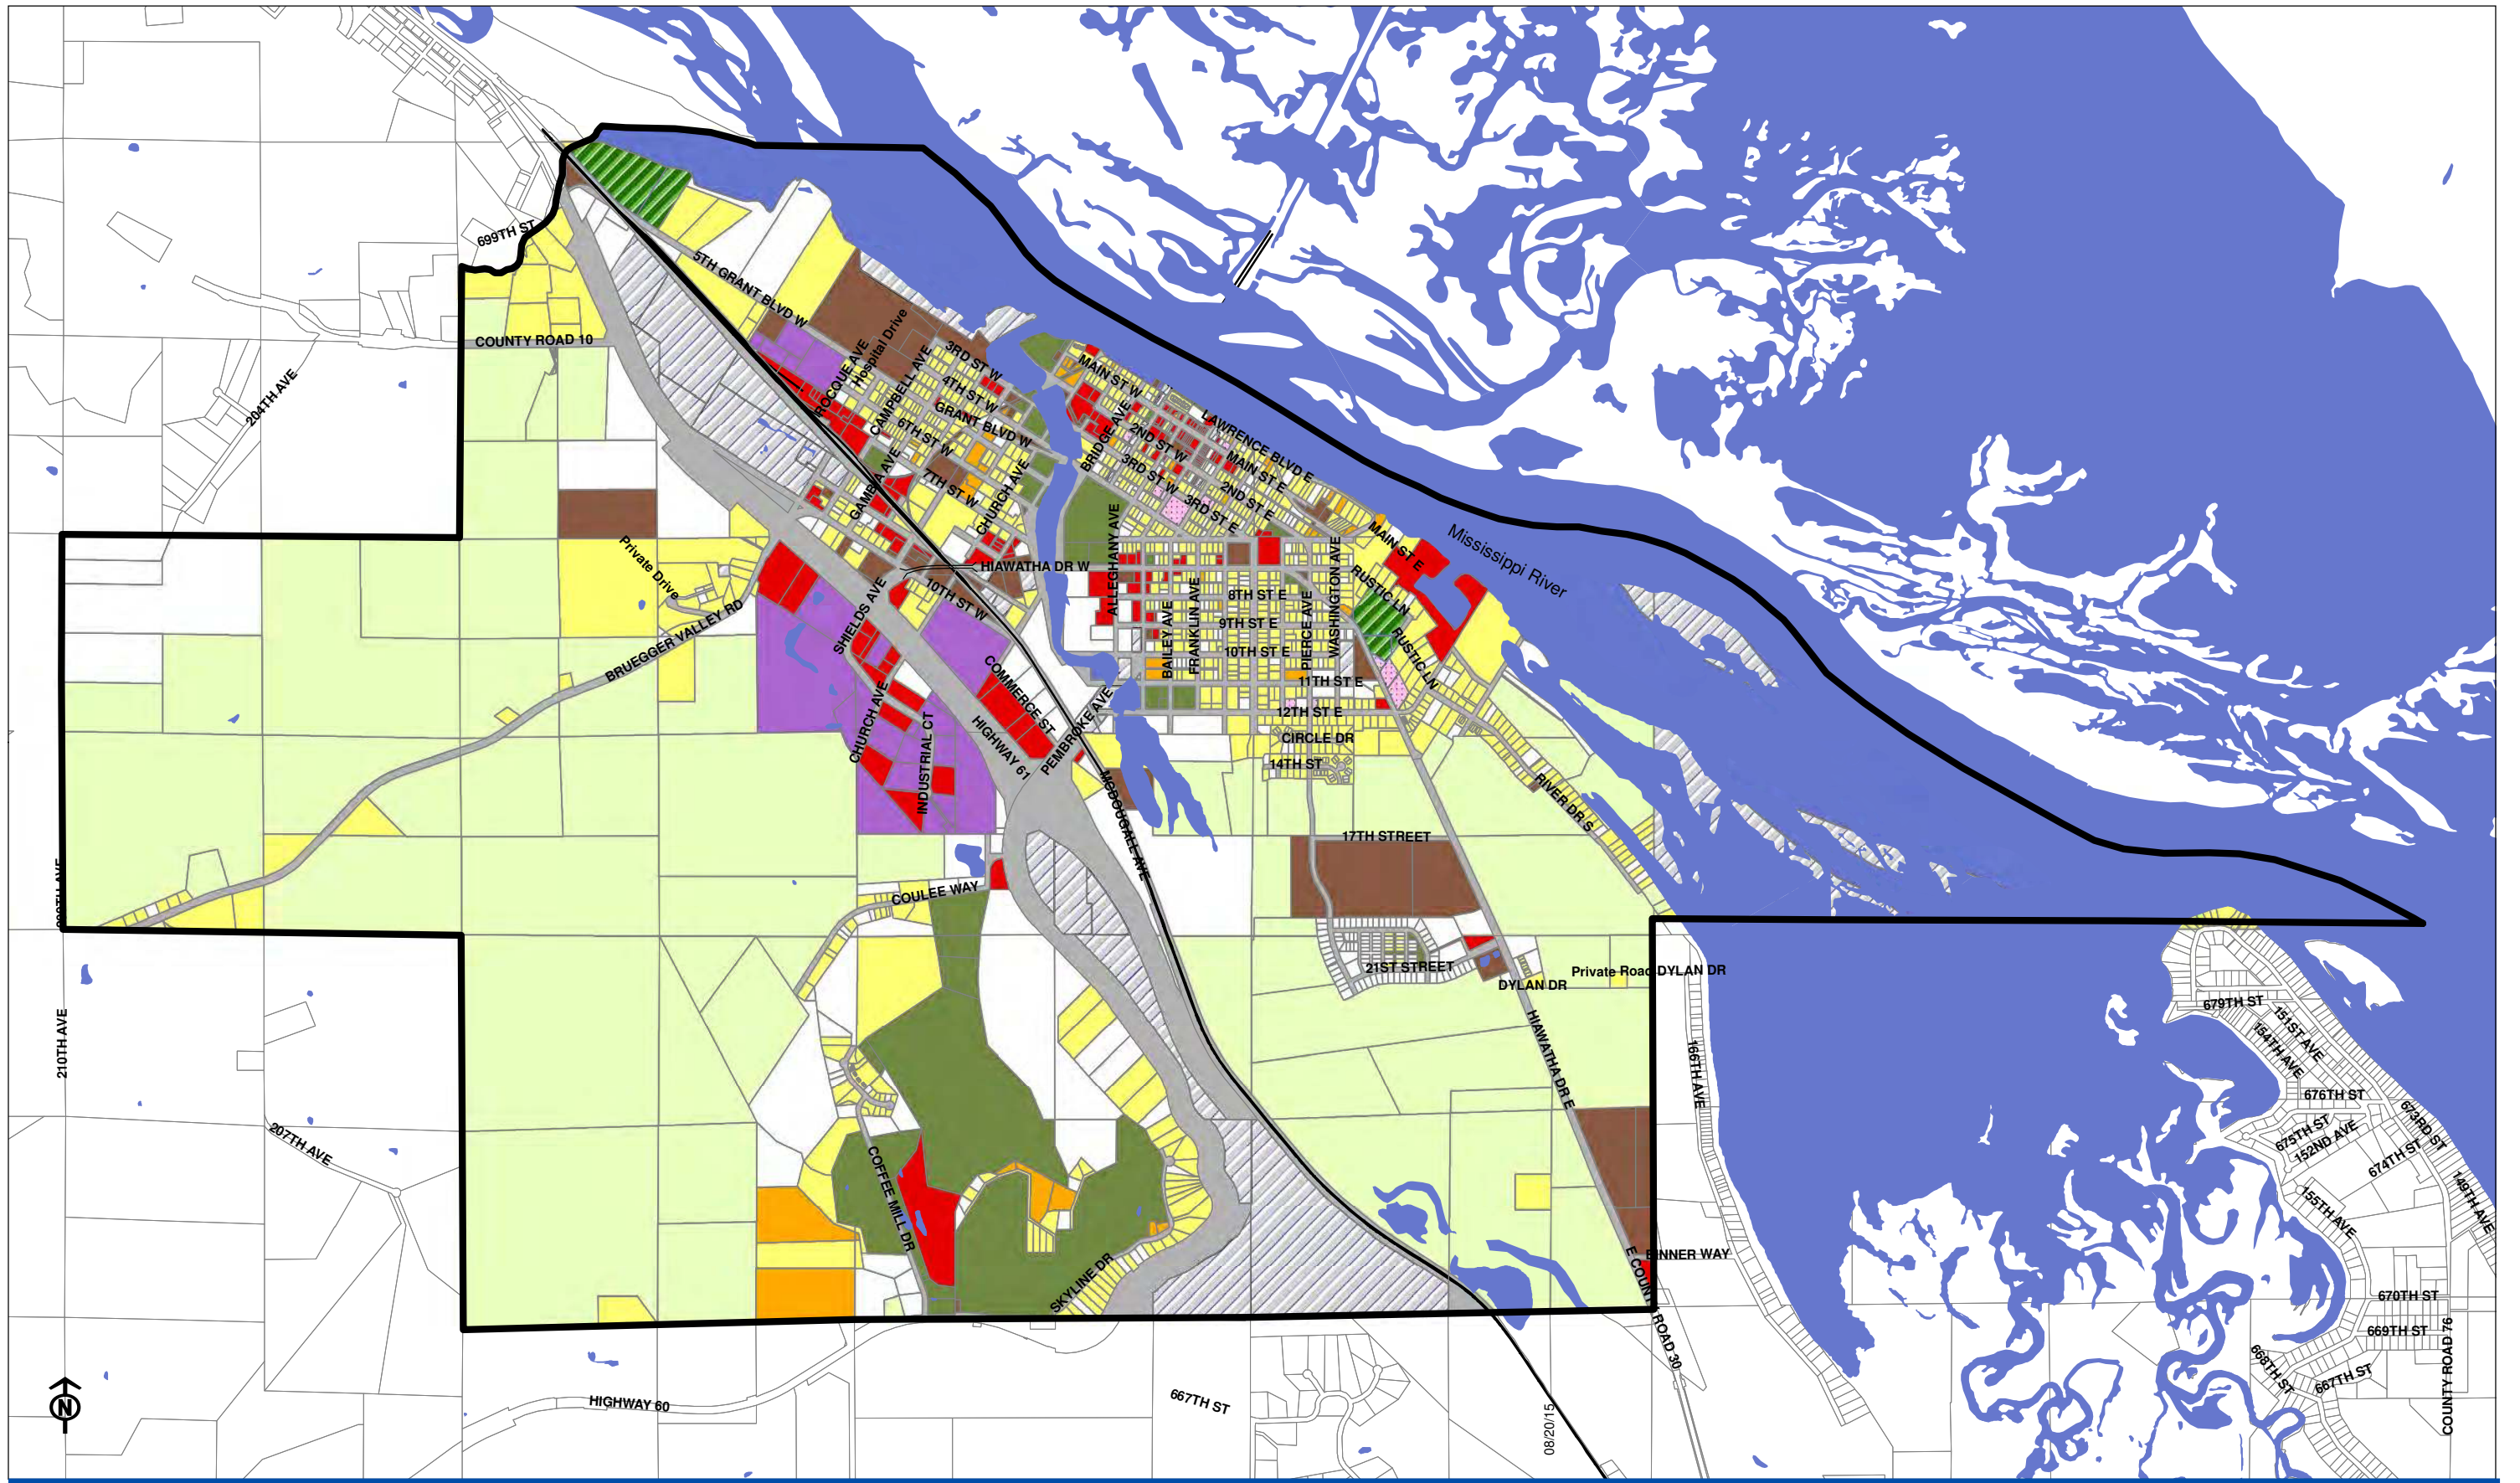 699TH ST
5TH GRANT BLVD W
COUNTY ROAD 10
204TH AVE
Hospital Drive
CAMPBELL AVE
3RD ST W
4TH ST W
GRANT BLVD W
6TH ST W
7TH ST W
CHURCH AVE
MAIN ST W
BRIDGE AVE
2ND ST W
3RD ST W
LAWRENCE BLVD E
MAIN ST E
2ND ST E
3RD ST E
MAIN ST E
Mississippi River
Private Drive
BRUEGGER VALLEY RD
SHIELDS AVE
HIAWATHA DR W
10TH ST W
ALLEGHANY AVE
BAILEY AVE
FRANKLIN AVE
8TH ST E
9TH ST E
10TH ST E
PIERCE AVE
WASHINGTON AVE
RUSTIC LN
RUSTIC LN
11TH ST E
12TH ST E
CIRCLE DR
14TH ST
COMMERCE ST
HIGHWAY 61
PEMBROKE AVE
CHURCH AVE
INDUSTRIAL CT
MCDOUGALL AVE
RIVER DR S
17TH STREET
COULEE WAY
21ST STREET
DYLAN DR
Private Road DYLAN DR
210TH AVE
207TH AVE
HIAWATHA DR E
166TH AVE
679TH ST
151ST AVE
154TH AVE
676TH ST
673RD ST
675TH ST
152ND AVE
674TH ST
149TH AVE
155TH AVE
COFFEE MILL DR
SKYLINE DR
BINNER WAY
E COUNTY ROAD 30
670TH ST
669TH ST
668TH ST
667TH ST
COUNTY ROAD 76
HIGHWAY 60
667TH ST
08/20/15
N